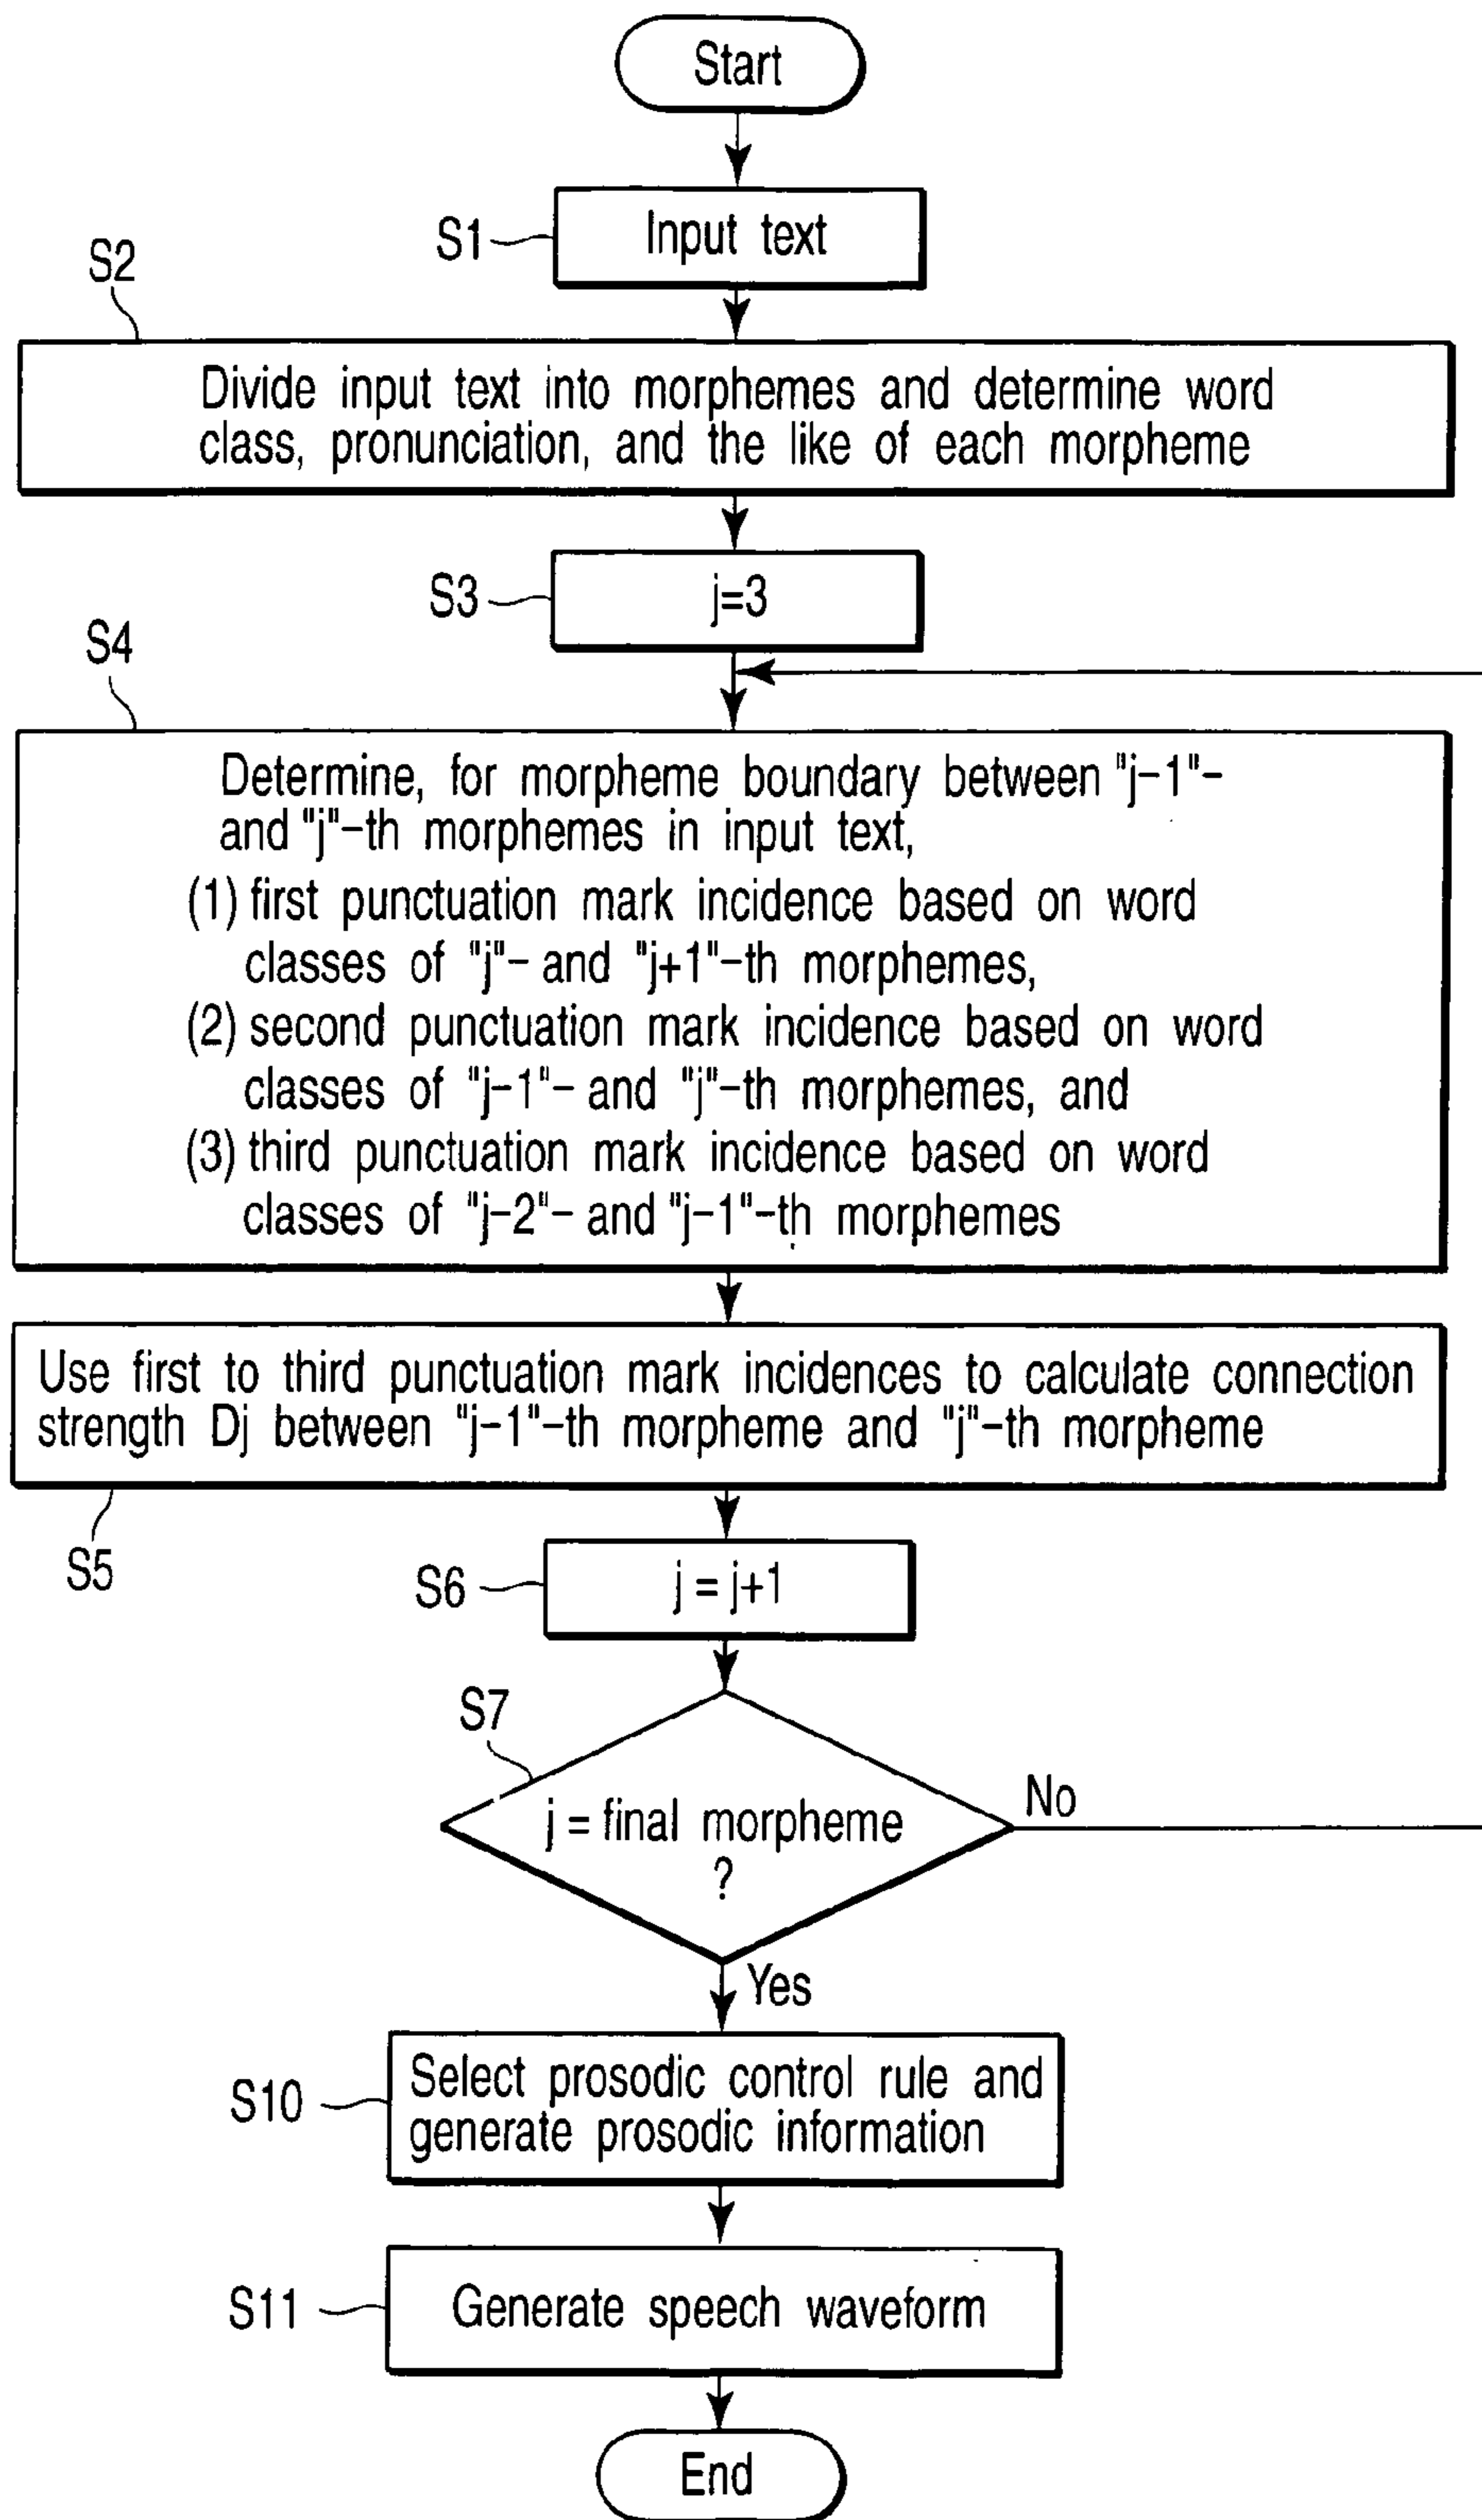 Start
S1
Input text
S2
Divide input text into morphemes and determine word
class, pronunciation, and the like of each morpheme
S3
j=3
S4
Determine, for morpheme boundary between "j-1"-
and "j"-th morphemes in input text,
(1) first punctuation mark incidence based on word
classes of "j"- and "j+1"-th morphemes,
(2) second punctuation mark incidence based on word
classes of "j-1"- and "j"-th morphemes, and
(3) third punctuation mark incidence based on word
classes of "j-2"- and "j-1"-th morphemes
Use first to third punctuation mark incidences to calculate connection
strength Dj between "j-1"-th morpheme and "j"-th morpheme
S5
S6
j = j+1
S7
j = final morpheme
?
No
Yes
S10
Select prosodic control rule and
generate prosodic information
S11
Generate speech waveform
End